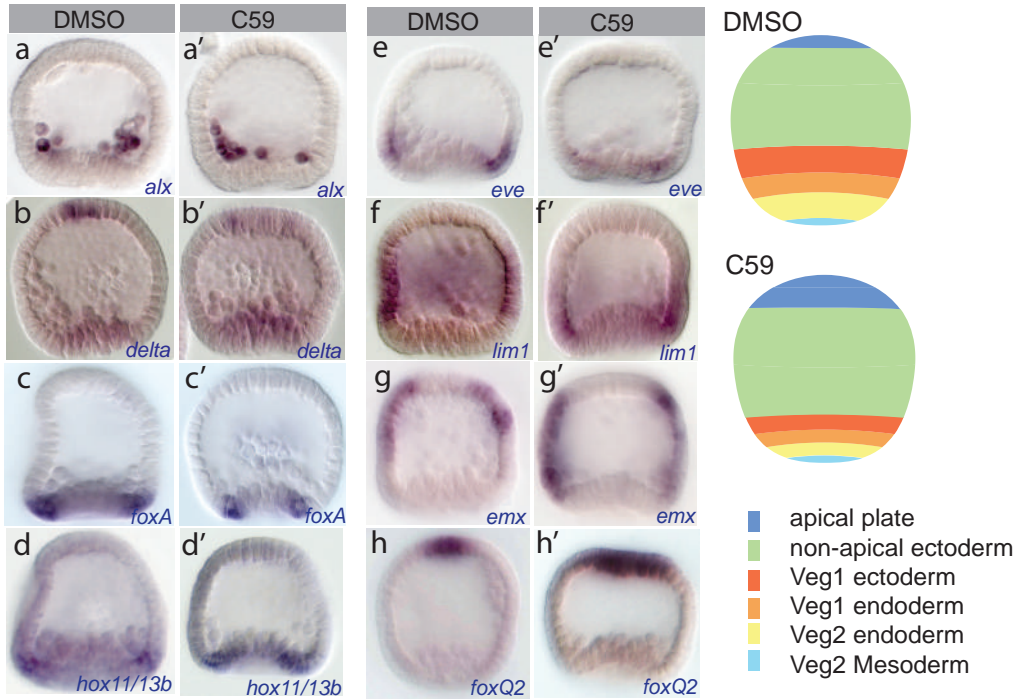 DMSO
C59
DMSO
C59
DMSO
a
alx
a′
alx
e
eve
e′
eve
b
delta
b′
delta
f
lim1
f′
lim1
C59
c
foxA
c′
foxA
g
emx
g′
emx
d
hox11/13b
d′
hox11/13b
h
foxQ2
h′
foxQ2
apical plate
non-apical ectoderm
Veg1 ectoderm
Veg1 endoderm
Veg2 endoderm
Veg2 Mesoderm